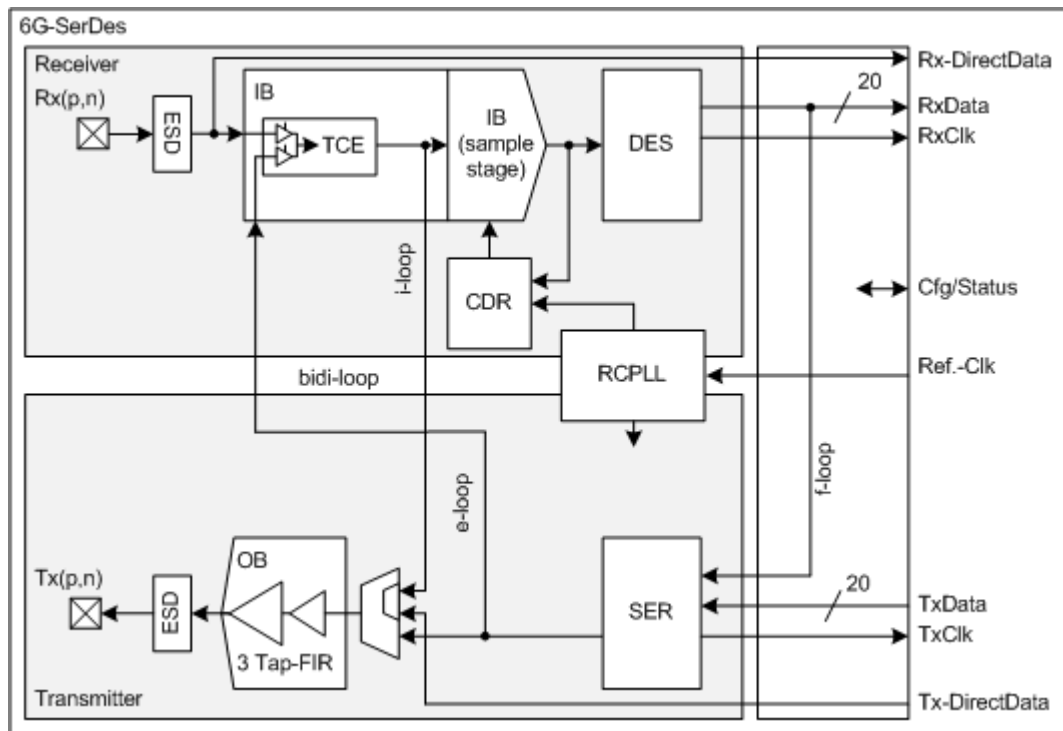 6G-SerDes
Receiver
Rx(p,n)
ESD
IB
TCE
IB
(sample
stage)
DES
20
Rx-DirectData
RxData
RxClk
i-loop
CDR
Cfg/Status
RCPLL
Ref.-Clk
bidi-loop
e-loop
f-loop
Tx(p,n)
ESD
OB
3 Tap-FIR
SER
20
TxData
TxClk
Transmitter
Tx-DirectData